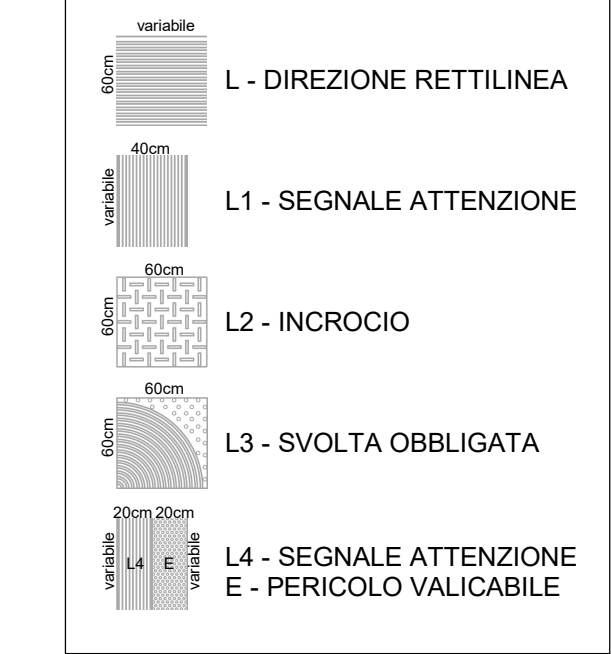 variabile
60cm
L - DIREZIONE RETTILINEA
40cm
variabile
L1 - SEGNALE ATTENZIONE
60cm
60cm
L2 - INCROCIO
60cm
60cm
L3 - SVOLTA OBBLIGATA
20cm 20cm
variabile
L4
E
variabile
L4 - SEGNALE ATTENZIONE
E - PERICOLO VALICABILE